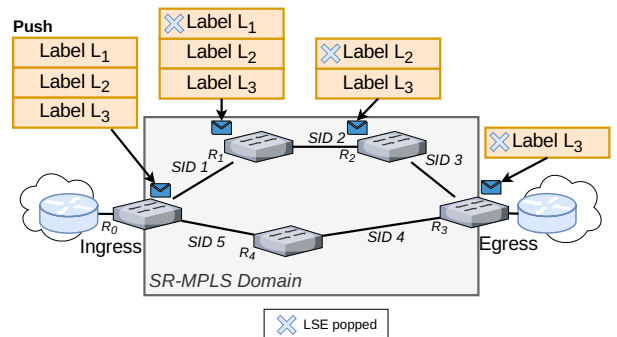 Push
Label L1
Label L2
Label L3
Label L1
Label L2
Label L3
Label L2
Label L3
Label L3
SID 1
R1
SID 2
R2
SID 3
R0
Ingress
SID 5
R4
SID 4
R3
Egress
SR-MPLS Domain
LSE popped